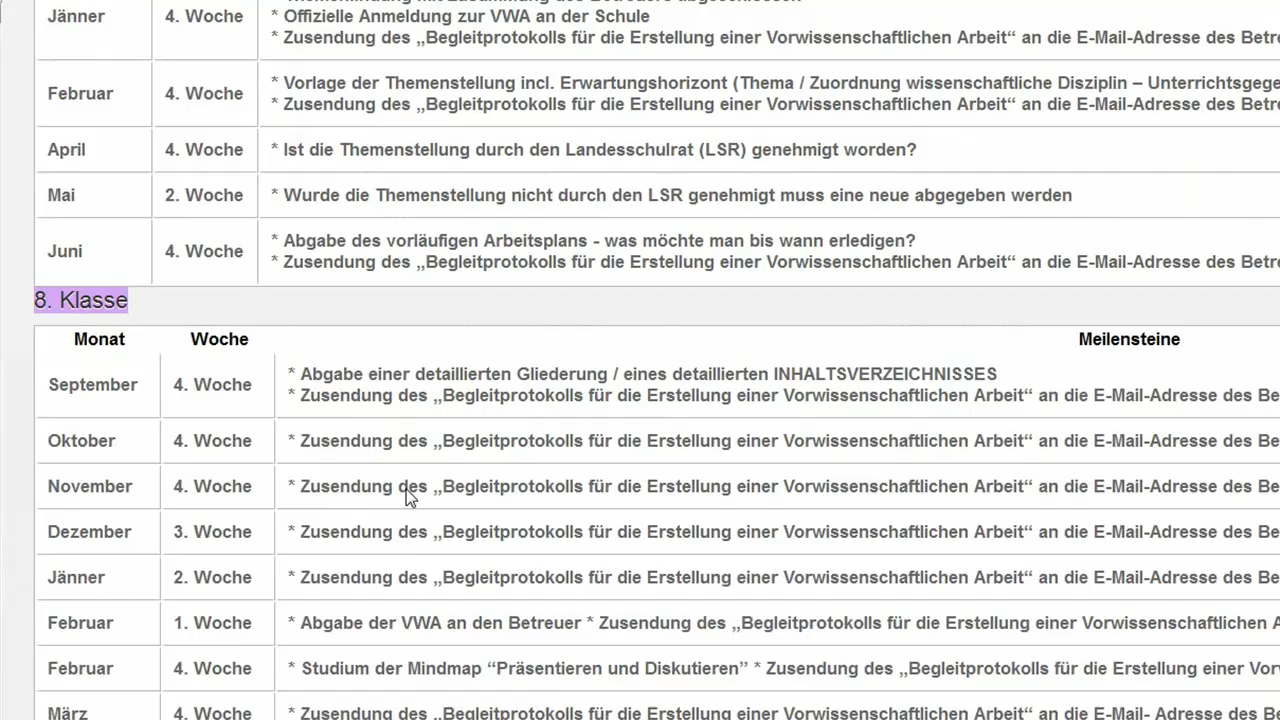 Jänner
4. Woche
* Offizielle Anmeldung zur VWA an der Schule
* Zusendung des „Begleitprotokolls für die Erstellung einer Vorwissenschaftlichen Arbeit“ an die E-Mail-Adresse des
Februar
4. Woche
* Vorlage der Themenstellung incl. Erwartungshorizont (Thema / Zuordnung wissenschaftliche Disziplin –
* Zusendung des „Begleitprotokolls für die Erstellung einer Vorwissenschaftlichen Arbeit“ an die E-Mail-Adresse des
April
4. Woche
* Ist die Themenstellung durch den Landesschulrat (LSR) genehmigt worden?
Mai
2. Woche
* Wurde die Themenstellung nicht durch den LSR genehmigt muss eine neue abgegeben werden
Juni
4. Woche
* Abgabe des vorläufigen Arbeitsplans - was möchte man bis wann erledigen?
* Zusendung des „Begleitprotokolls für die Erstellung einer Vorwissenschaftlichen Arbeit“ an die E-Mail-Adresse des
8. Klasse
Monat Woche Meilensteine
September
4. Woche
* Abgabe einer detaillierten Gliederung / eines detaillierten INHALTSVERZEICHNISSES
* Zusendung des „Begleitprotokolls für die Erstellung einer Vorwissenschaftlichen Arbeit“ an die E-Mail-Adresse des
Oktober 4. Woche * Zusendung des „Begleitprotokolls für die Erstellung einer Vorwissenschaftlichen Arbeit“ an die E-Mail-Adresse des
November 4. Woche * Zusendung des „Begleitprotokolls für die Erstellung einer Vorwissenschaftlichen Arbeit“ an die E-Mail-Adresse des
Dezember 3. Woche * Zusendung des „Begleitprotokolls für die Erstellung einer Vorwissenschaftlichen Arbeit“ an die E-Mail-Adresse des
Jänner 2. Woche * Zusendung des „Begleitprotokolls für die Erstellung einer Vorwissenschaftlichen Arbeit“ an die E-Mail-Adresse des
Februar 1. Woche * Abgabe der VWA an den Betreuer * Zusendung des „Begleitprotokolls für die Erstellung einer Vorwissenschaftlichen
Februar 4. Woche * Studium der Mindmap “Präsentieren und Diskutieren” * Zusendung des „Begleitprotokolls für die Erstellung einer
März 4. Woche * Zusendung des „Begleitprotokolls für die Erstellung einer Vorwissenschaftlichen Arbeit“ an die E-Mail- Adresse des